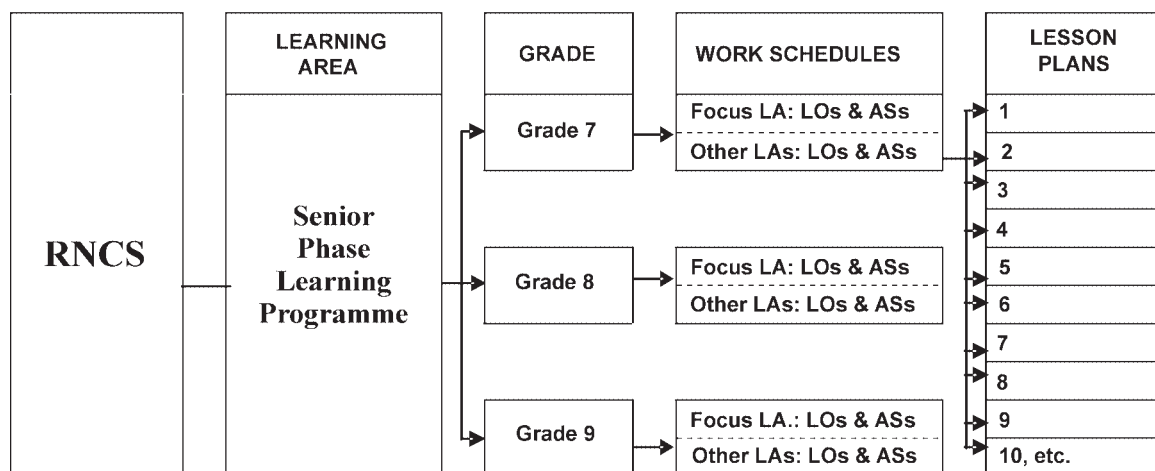 RNCS
LEARNING
AREA
Senior
Phase
Learning
Programme
GRADE
Grade 7
Grade 8
Grade 9
WORK SCHEDULES
Focus LA: LOs & ASs
Other LAs: LOs & ASs
Focus LA: LOs & ASs
Other LAs: LOs & ASs
Focus LA.: LOs & ASs
Other LAs: LOs & ASs
LESSON
PLANS
1
2
3
4
5
6
7
8
9
10, etc.